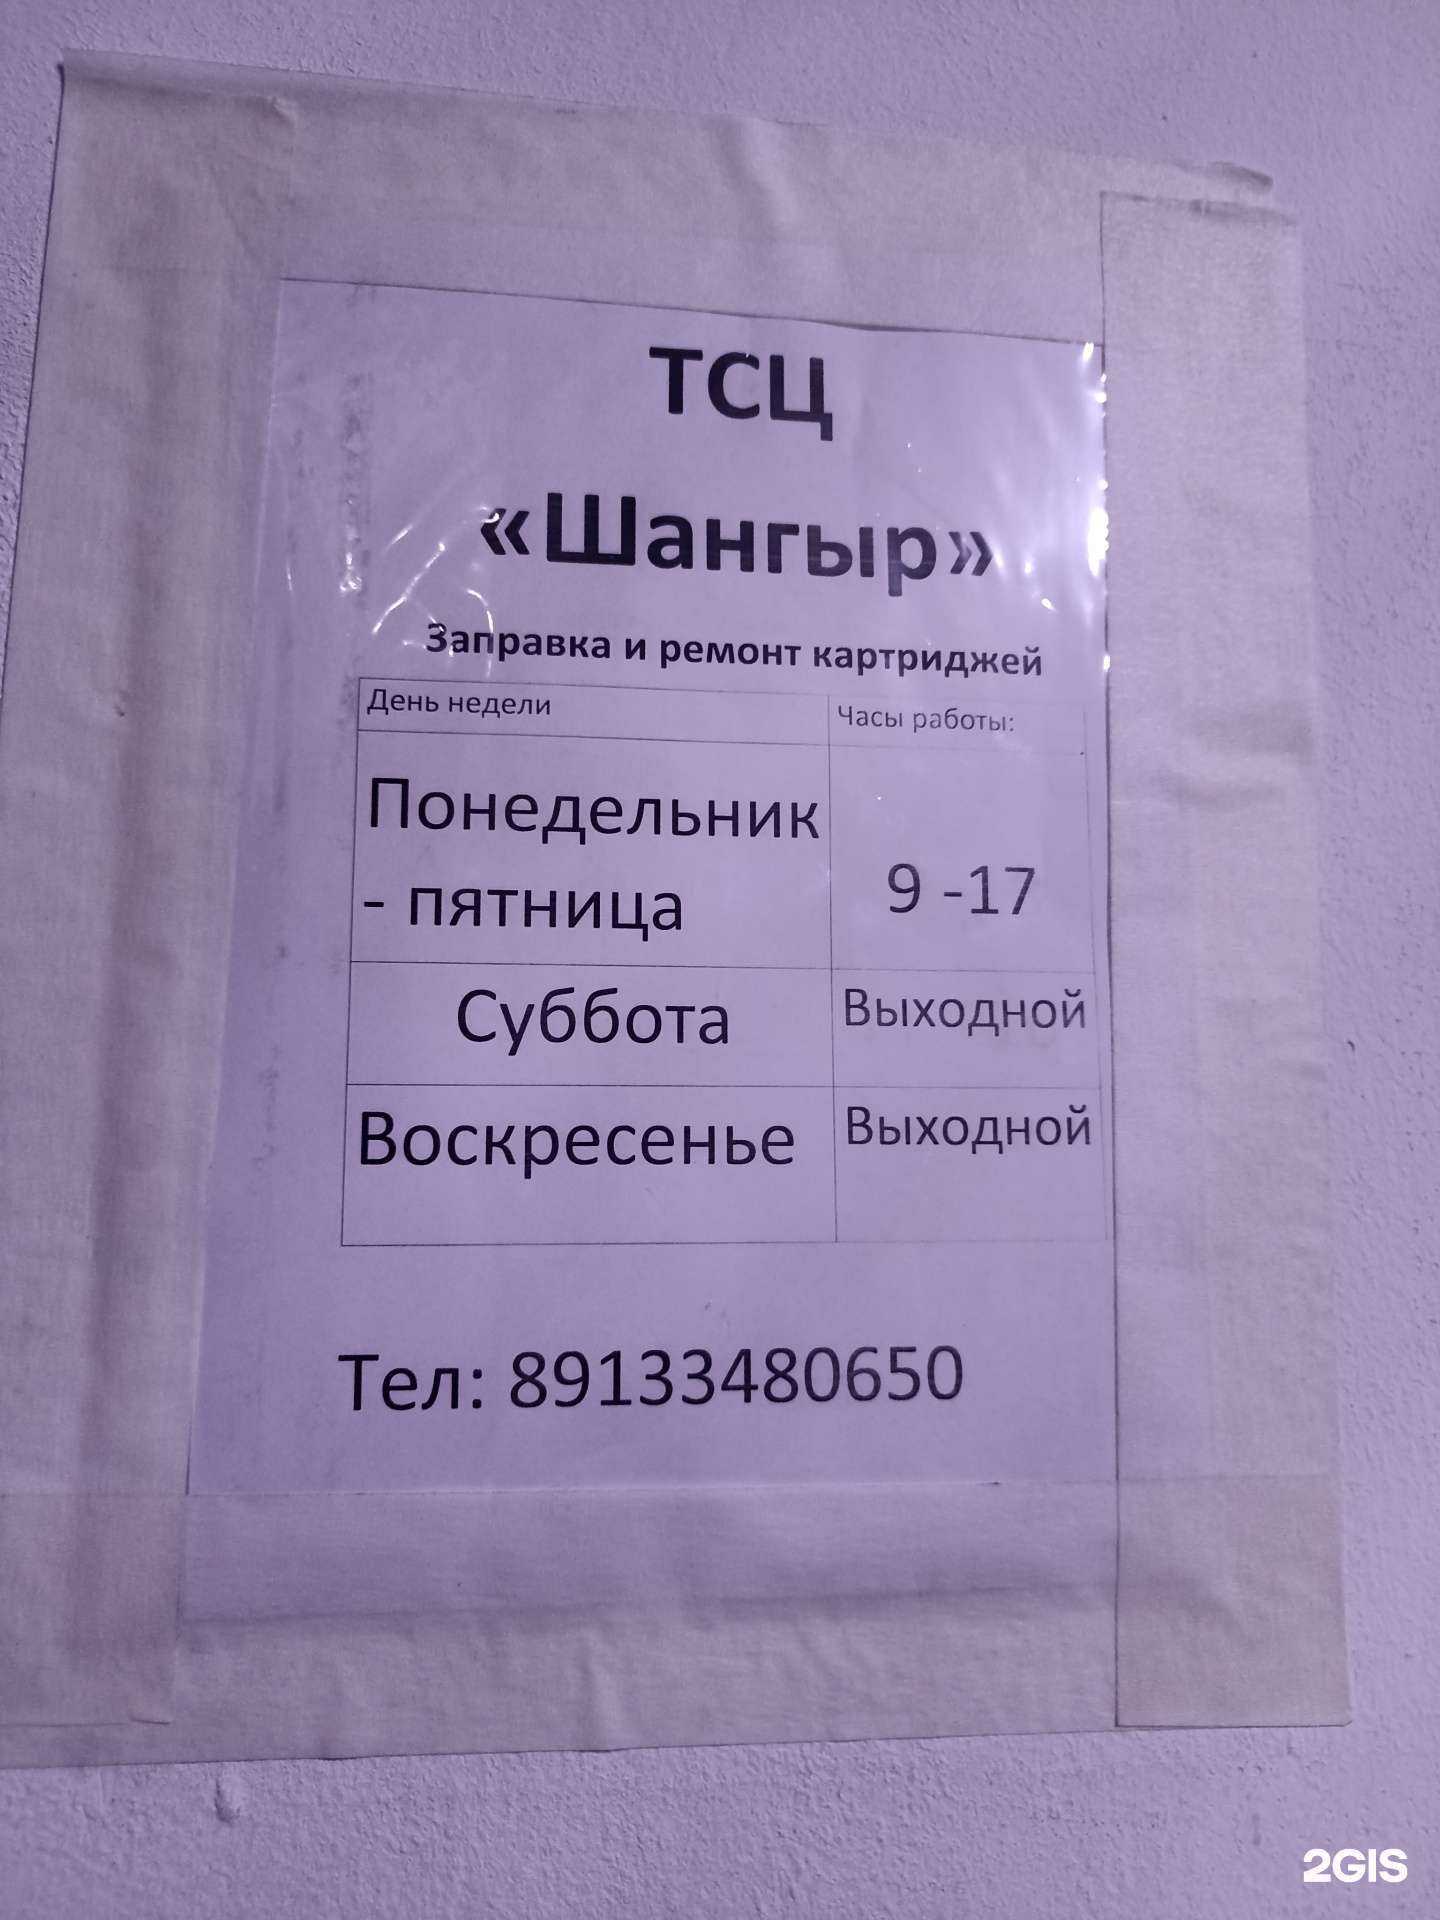 ТСЦ
«Шангыр»
Заправка и ремонт картриджей
День недели
Часы работы:
Понедельник
- пятница
9 -17
Суббота
Выходной
Воскресенье
Выходной
Тел: 89133480650
2GIS